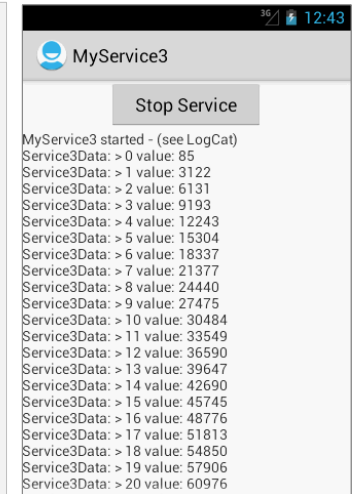 3G 12:43
MyService3
Stop Service
MyService3 started - (see LogCat)
Service3Data: > 0 value: 85
Service3Data: > 1 value: 3122
Service3Data: > 2 value: 6131
Service3Data: > 3 value: 9193
Service3Data: > 4 value: 12243
Service3Data: > 5 value: 15304
Service3Data: > 6 value: 18337
Service3Data: > 7 value: 21377
Service3Data: > 8 value: 24440
Service3Data: > 9 value: 27475
Service3Data: > 10 value: 30484
Service3Data: > 11 value: 33549
Service3Data: > 12 value: 36590
Service3Data: > 13 value: 39647
Service3Data: > 14 value: 42690
Service3Data: > 15 value: 45745
Service3Data: > 16 value: 48776
Service3Data: > 17 value: 51813
Service3Data: > 18 value: 54850
Service3Data: > 19 value: 57906
Service3Data: > 20 value: 60976